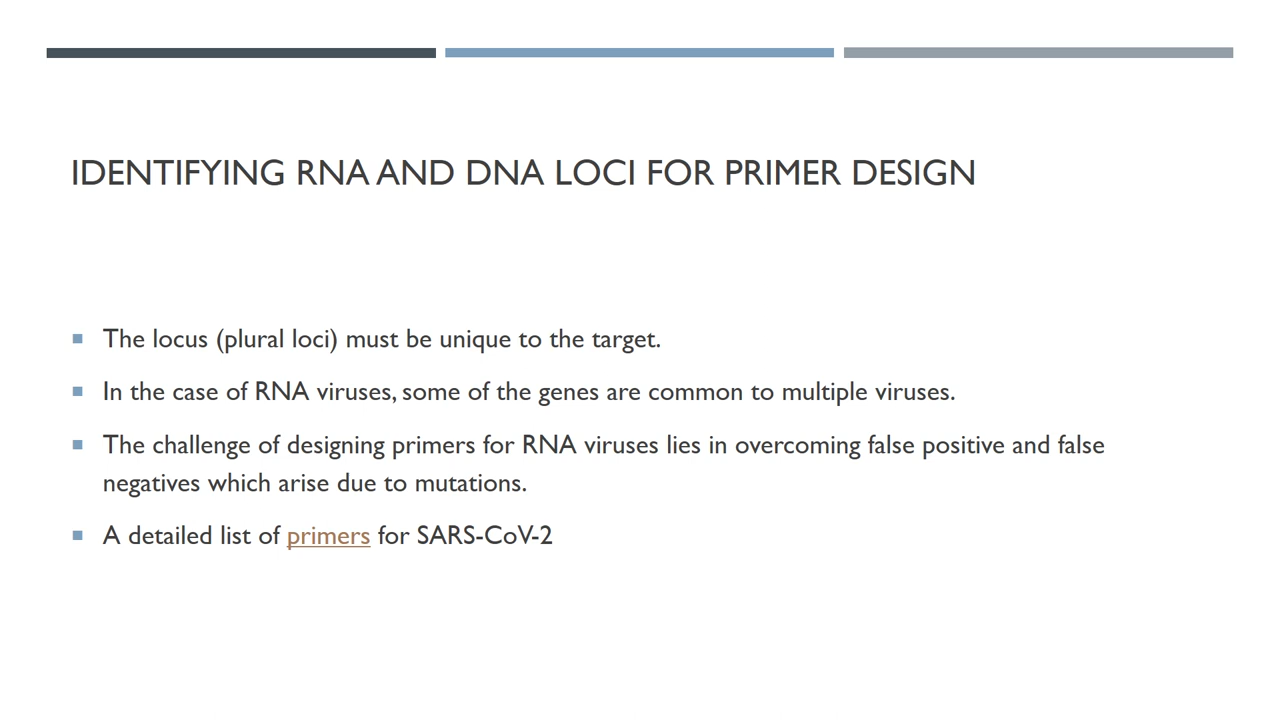 IDENTIFYING RNA AND DNA LOCI FOR PRIMER DESIGN
The locus (plural loci) must be unique to the target.
In the case of RNA viruses, some of the genes are common to multiple viruses.
The challenge of designing primers for RNA viruses lies in overcoming false positive and false
negatives which arise due to mutations.
A detailed list of primers for SARS-CoV-2